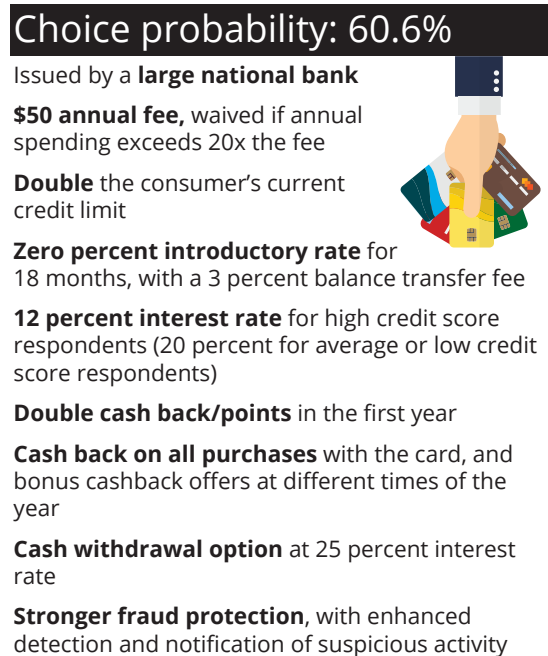 Choice probability: 60.6%
Issued by a large national bank
$50 annual fee, waived if annual
spending exceeds 20x the fee
Double the consumer's current
credit limit
Zero percent introductory rate for
18 months, with a 3 percent balance transfer fee
12 percent interest rate for high credit score
respondents (20 percent for average or low credit
score respondents)
Double cash back/points in the first year
Cash back on all purchases with the card, and
bonus cashback offers at different times of the
year
Cash withdrawal option at 25 percent interest
rate
Stronger fraud protection, with enhanced
detection and notification of suspicious activity